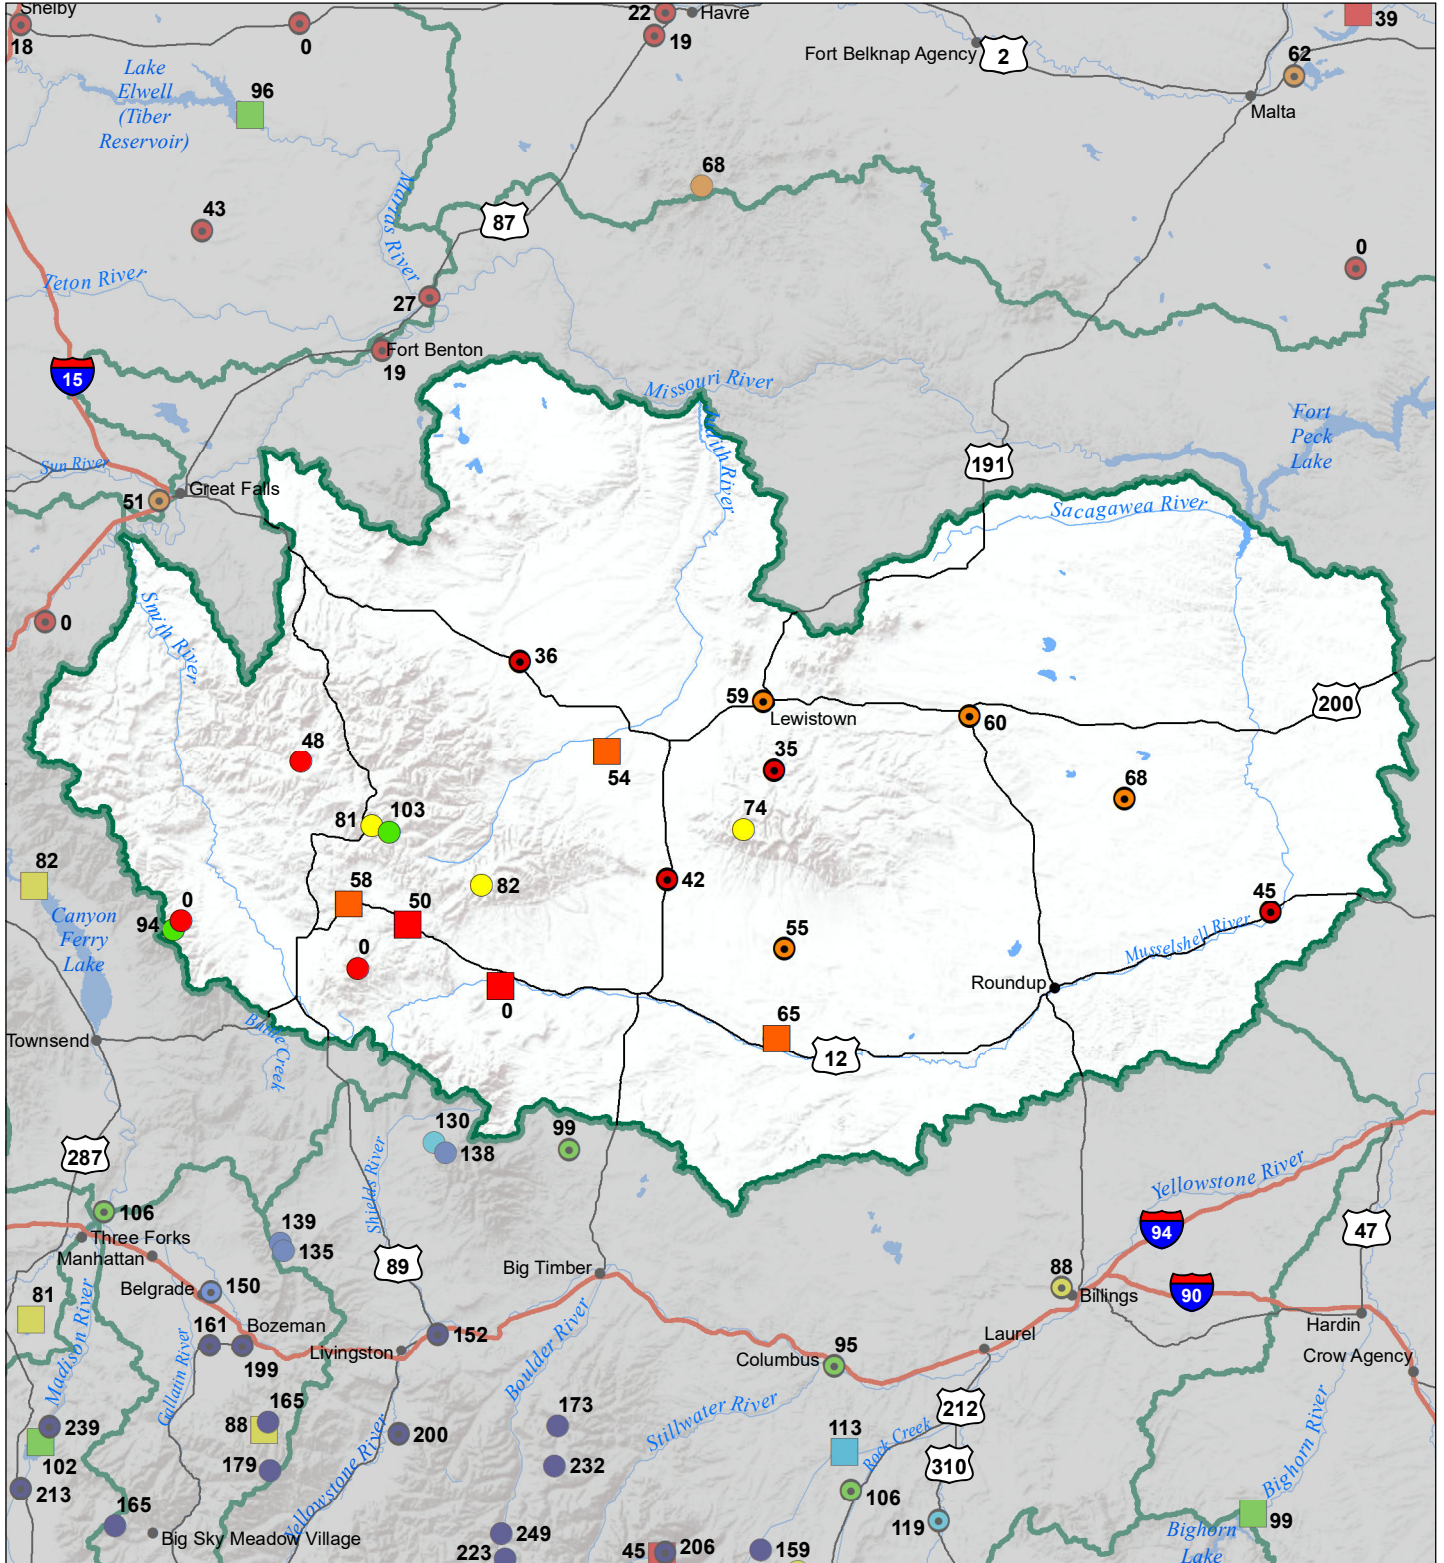 Shelby
18
0
22
Havre
19
39
Fort Belknap Agency
2
62
Malta
Lake
Elwell
(Tiber
Reservoir)
96
68
43
Marias River
87
0
Teton River
27
Fort Benton
19
15
Missouri River
Judith River
Fort
Peck
Lake
Sun River
191
Great Falls
51
Sacagawea River
Smith River
0
36
59
Lewistown
60
200
48
54
35
68
81
103
74
82
58
82
42
50
45
Canyon
Ferry
Lake
94
0
0
55
Musselshell River
Roundup
0
65
12
Townsend
Battle Creek
130
138
99
287
Shields River
Yellowstone River
106
Three Forks
Manhattan
139
135
94
47
89
Big Timber
88
Billings
90
Belgrade
150
81
Madison River
161
Bozeman
199
Gallatin River
Livingston
152
Boulder River
Columbus
95
Laurel
Hardin
Crow Agency
239
102
165
88
179
200
173
232
Stillwater River
212
113
Rock Creek
310
Bighorn River
213
165
Big Sky Meadow Village
Yellowstone River
106
119
99
Bighorn
Lake
249
223
45
206
159